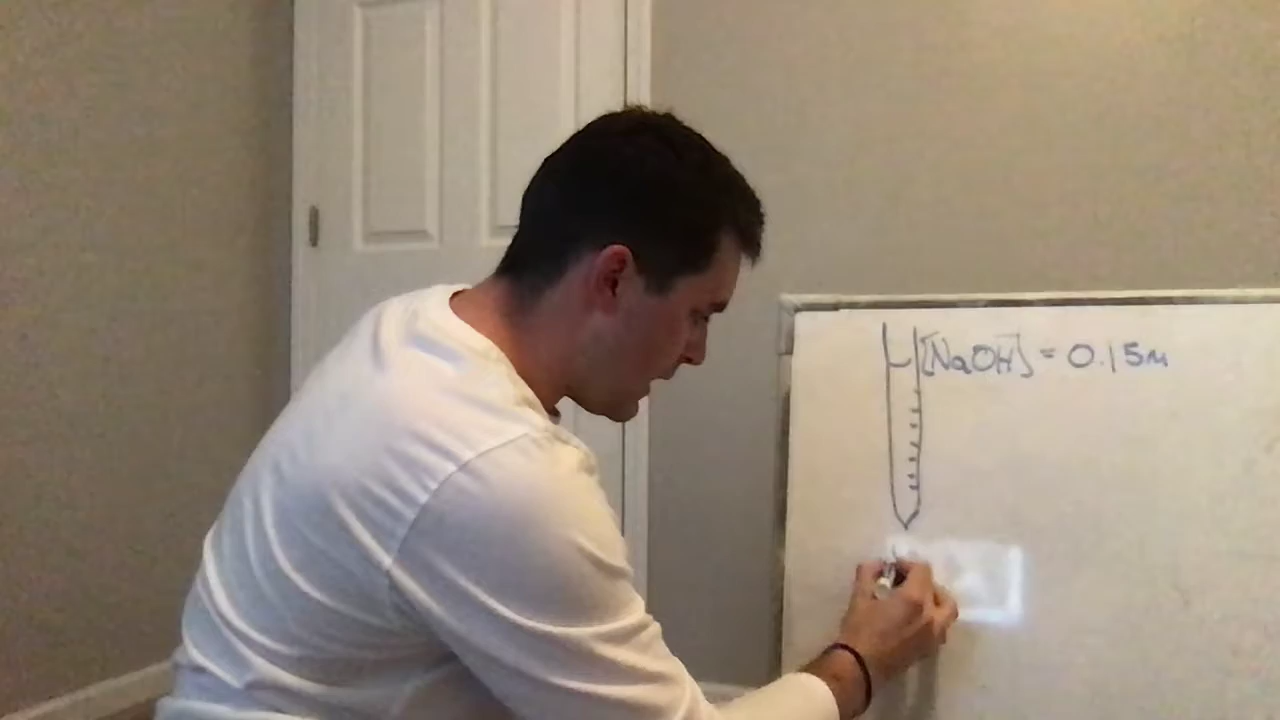 [NaOH] = 0.15M